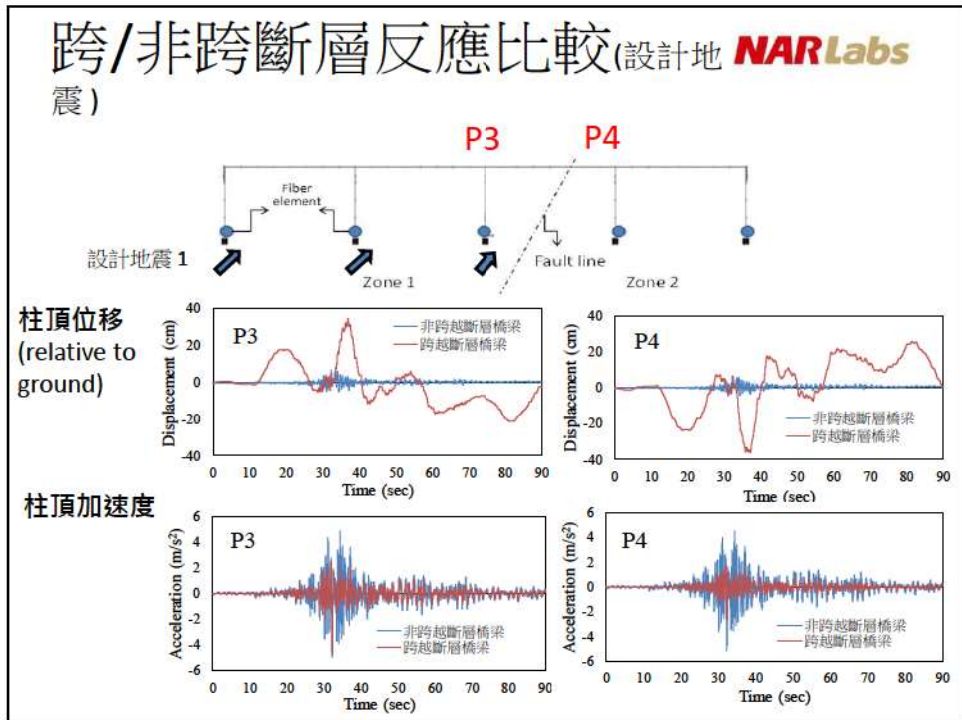 跨/非跨斷層反應比較(設計地
震)
NARLabs
P3 P4
Fiber
element
設計地震 1
Zone 1
Fault line
Zone 2
柱頂位移
(relative to
ground)
P3
非跨越斷層橋梁
跨越斷層橋梁
Displacement (cm)
40
20
0
-20
-40
0 10 20 30 40 50 60 70 80 90
Time (sec)
P4
非跨越斷層橋梁
跨越斷層橋梁
Displacement (cm)
40
20
0
-20
-40
0 10 20 30 40 50 60 70 80 90
Time (sec)
柱頂加速度
P3
非跨越斷層橋梁
跨越斷層橋梁
Acceleration (m/s²)
6
4
2
0
-2
-4
-6
0 10 20 30 40 50 60 70 80 90
Time (sec)
P4
非跨越斷層橋梁
跨越斷層橋梁
Acceleration (m/s²)
6
4
2
0
-2
-4
-6
0 10 20 30 40 50 60 70 80 90
Time (sec)